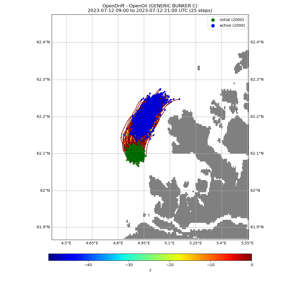 OpenDrift - OpenOil (GENERIC BUNKER C)
2023-07-12 09:00 to 2023-07-12 21:00 UTC (25 steps)
initial (2000)
active (2000)
62.4°N 62.4°N
62.3°N 62.3°N
62.2°N 62.2°N
62.1°N 62.1°N
62°N 62°N
61.9°N 61.9°N
4.5°E 4.65°E 4.8°E 4.95°E 5.1°E 5.25°E 5.4°E 5.55°E
−40 −30 −20 −10 0
z